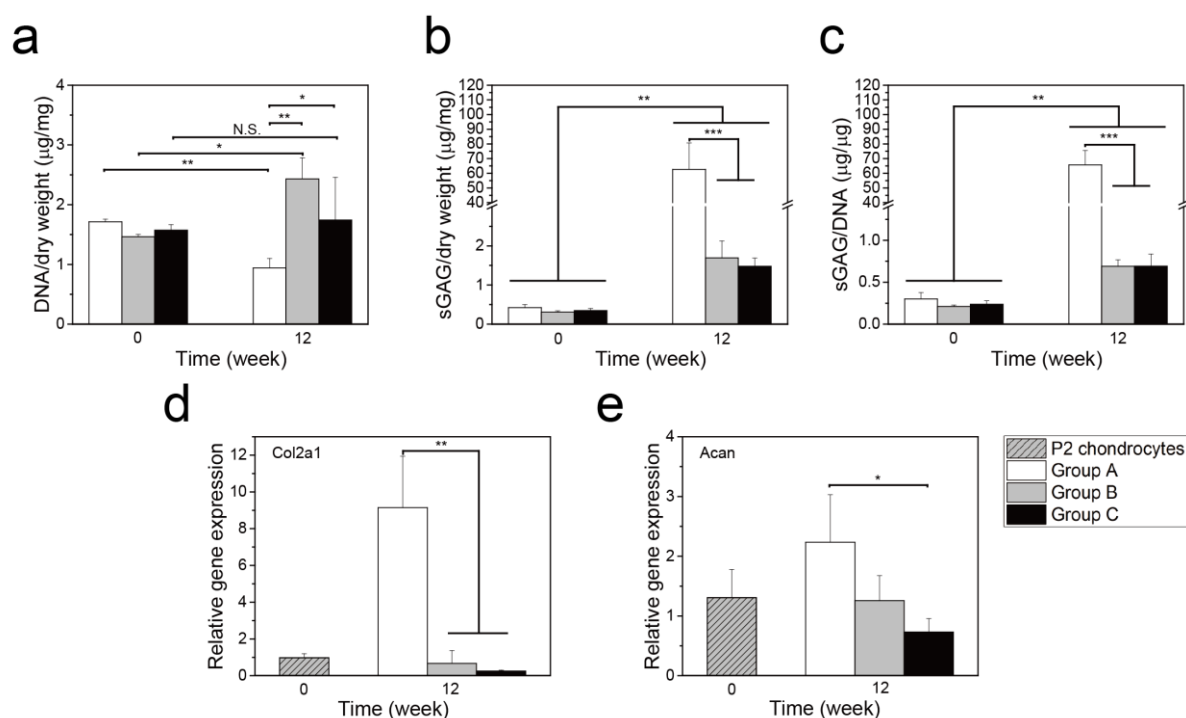 a
DNA/dry weight (μg/mg)
4
3
2
1
0
*
**
N.S.
*
**
0
12
Time (week)
b
sGAG/dry weight (μg/mg)
120
110
100
90
80
70
60
50
40
2
1
0
**
***
0
12
Time (week)
c
sGAG/DNA (μg/μg)
120
110
100
90
80
70
60
50
40
1.0
0.5
0.0
**
***
0
12
Time (week)
d
Relative gene expression
12
10
8
6
4
2
0
Col2a1
**
0
12
Time (week)
e
Relative gene expression
4
3
2
1
0
Acan
*
0
12
Time (week)
P2 chondrocytes
Group A
Group B
Group C